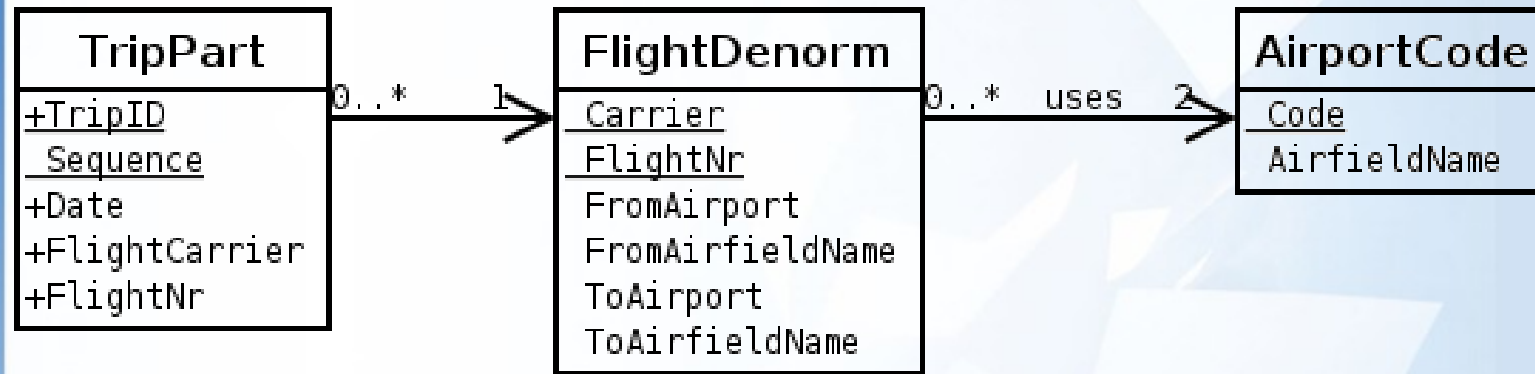 TripPart
+TripID
Sequence
+Date
+FlightCarrier
+FlightNr
0..* 1
FlightDenorm
Carrier
FlightNr
FromAirport
FromAirfieldName
ToAirport
ToAirfieldName
0..* uses 2
AirportCode
Code
AirfieldName